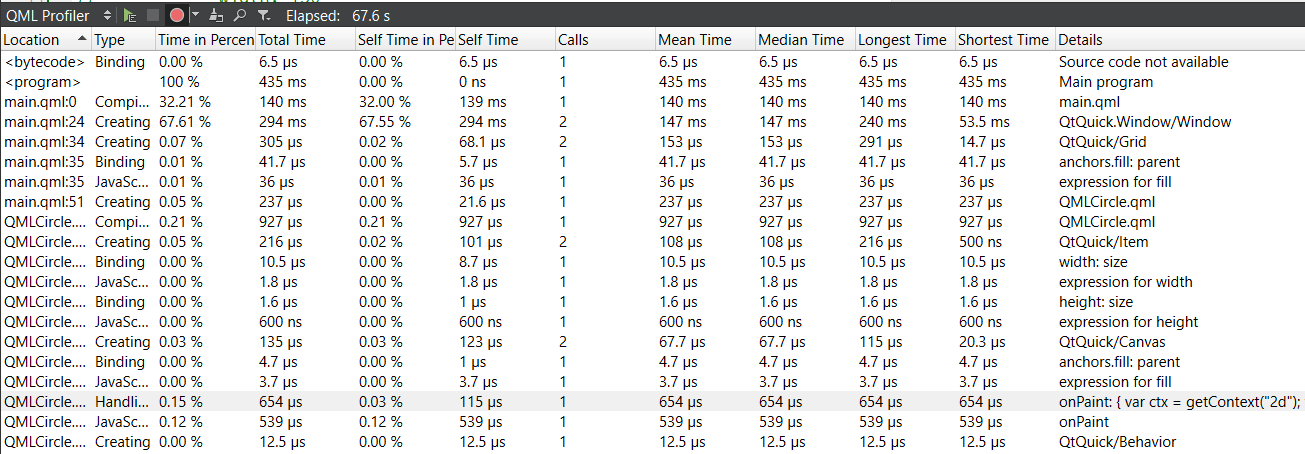 QML Profiler Elapsed: 67.6 s
Location Type Time in Percen Total Time Self Time in Pe Self Time Calls Mean Time Median Time Longest Time Shortest Time Details
<bytecode> Binding 0.00 % 6.5 µs 0.00 % 6.5 µs 1 6.5 µs 6.5 µs 6.5 µs 6.5 µs Source code not available
<program> 100 % 435 ms 0.00 % 0 ns 1 435 ms 435 ms 435 ms 435 ms Main program
main.qml:0 Compi... 32.21 % 140 ms 32.00 % 139 ms 1 140 ms 140 ms 140 ms 140 ms main.qml
main.qml:24 Creating 67.61 % 294 ms 67.55 % 294 ms 2 147 ms 147 ms 240 ms 53.5 ms QtQuick.Window/Window
main.qml:34 Creating 0.07 % 305 µs 0.02 % 68.1 µs 2 153 µs 153 µs 291 µs 14.7 µs QtQuick/Grid
main.qml:35 Binding 0.01 % 41.7 µs 0.00 % 5.7 µs 1 41.7 µs 41.7 µs 41.7 µs 41.7 µs anchors.fill: parent
main.qml:35 JavaSc... 0.01 % 36 µs 0.01 % 36 µs 1 36 µs 36 µs 36 µs 36 µs expression for fill
main.qml:51 Creating 0.05 % 237 µs 0.00 % 21.6 µs 1 237 µs 237 µs 237 µs 237 µs QMLCircle.qml
QMLCircle.... Compi... 0.21 % 927 µs 0.21 % 927 µs 1 927 µs 927 µs 927 µs 927 µs QMLCircle.qml
QMLCircle.... Creating 0.05 % 216 µs 0.02 % 101 µs 2 108 µs 108 µs 216 µs 500 ns QtQuick/Item
QMLCircle.... Binding 0.00 % 10.5 µs 0.00 % 8.7 µs 1 10.5 µs 10.5 µs 10.5 µs 10.5 µs width: size
QMLCircle.... JavaSc... 0.00 % 1.8 µs 0.00 % 1.8 µs 1 1.8 µs 1.8 µs 1.8 µs 1.8 µs expression for width
QMLCircle.... Binding 0.00 % 1.6 µs 0.00 % 1 µs 1 1.6 µs 1.6 µs 1.6 µs 1.6 µs height: size
QMLCircle.... JavaSc... 0.00 % 600 ns 0.00 % 600 ns 1 600 ns 600 ns 600 ns 600 ns expression for height
QMLCircle.... Creating 0.03 % 135 µs 0.03 % 123 µs 2 67.7 µs 67.7 µs 115 µs 20.3 µs QtQuick/Canvas
QMLCircle.... Binding 0.00 % 4.7 µs 0.00 % 1 µs 1 4.7 µs 4.7 µs 4.7 µs 4.7 µs anchors.fill: parent
QMLCircle.... JavaSc... 0.00 % 3.7 µs 0.00 % 3.7 µs 1 3.7 µs 3.7 µs 3.7 µs 3.7 µs expression for fill
QMLCircle.... Handli... 0.15 % 654 µs 0.03 % 115 µs 1 654 µs 654 µs 654 µs 654 µs onPaint: { var ctx = getContext("2d");
QMLCircle.... JavaSc... 0.12 % 539 µs 0.12 % 539 µs 1 539 µs 539 µs 539 µs 539 µs onPaint
QMLCircle.... Creating 0.00 % 12.5 µs 0.00 % 12.5 µs 1 12.5 µs 12.5 µs 12.5 µs 12.5 µs QtQuick/Behavior